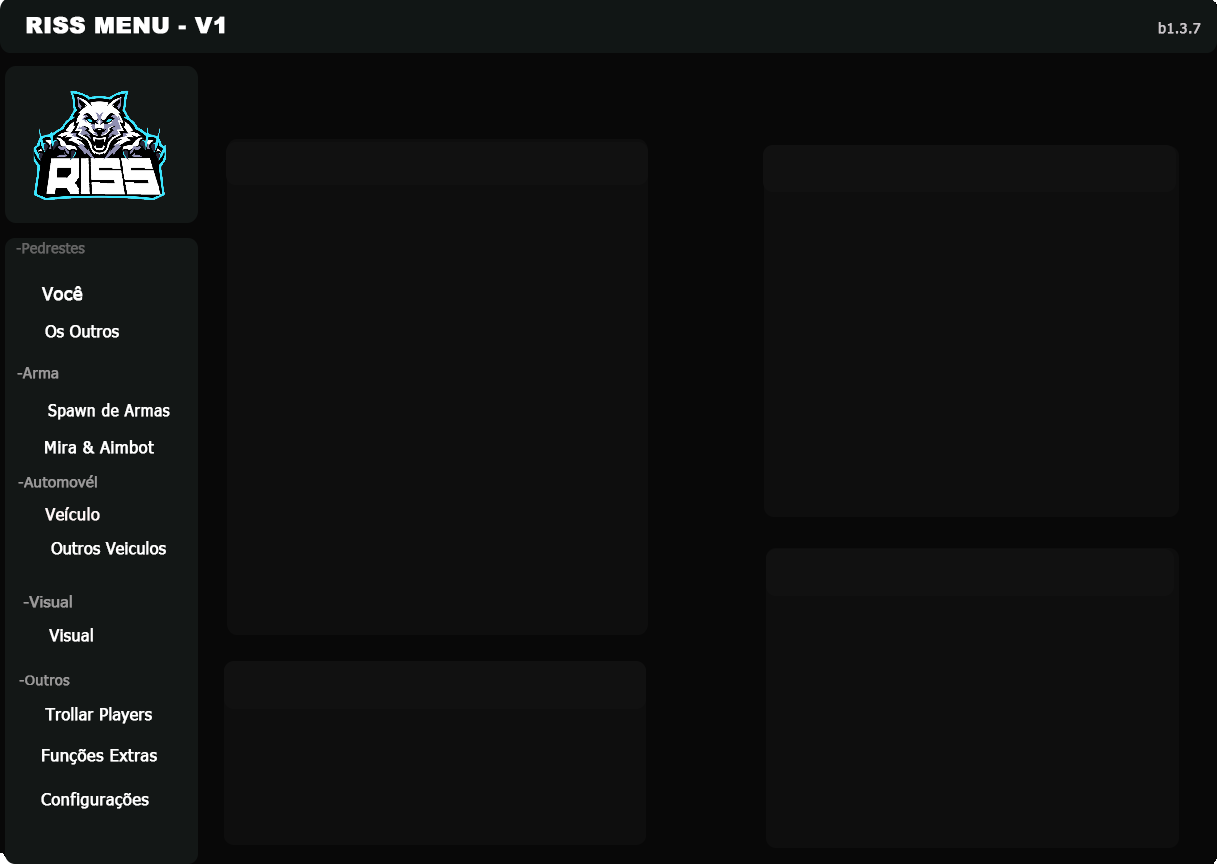 RISS MENU - V1
b1.3.7
RISS
-Pedrestes
Você
Os Outros
-Arma
Spawn de Armas
Mira & Aimbot
-Automovél
Veículo
Outros Veiculos
-Visual
Visual
-Outros
Trollar Players
Funções Extras
Configurações